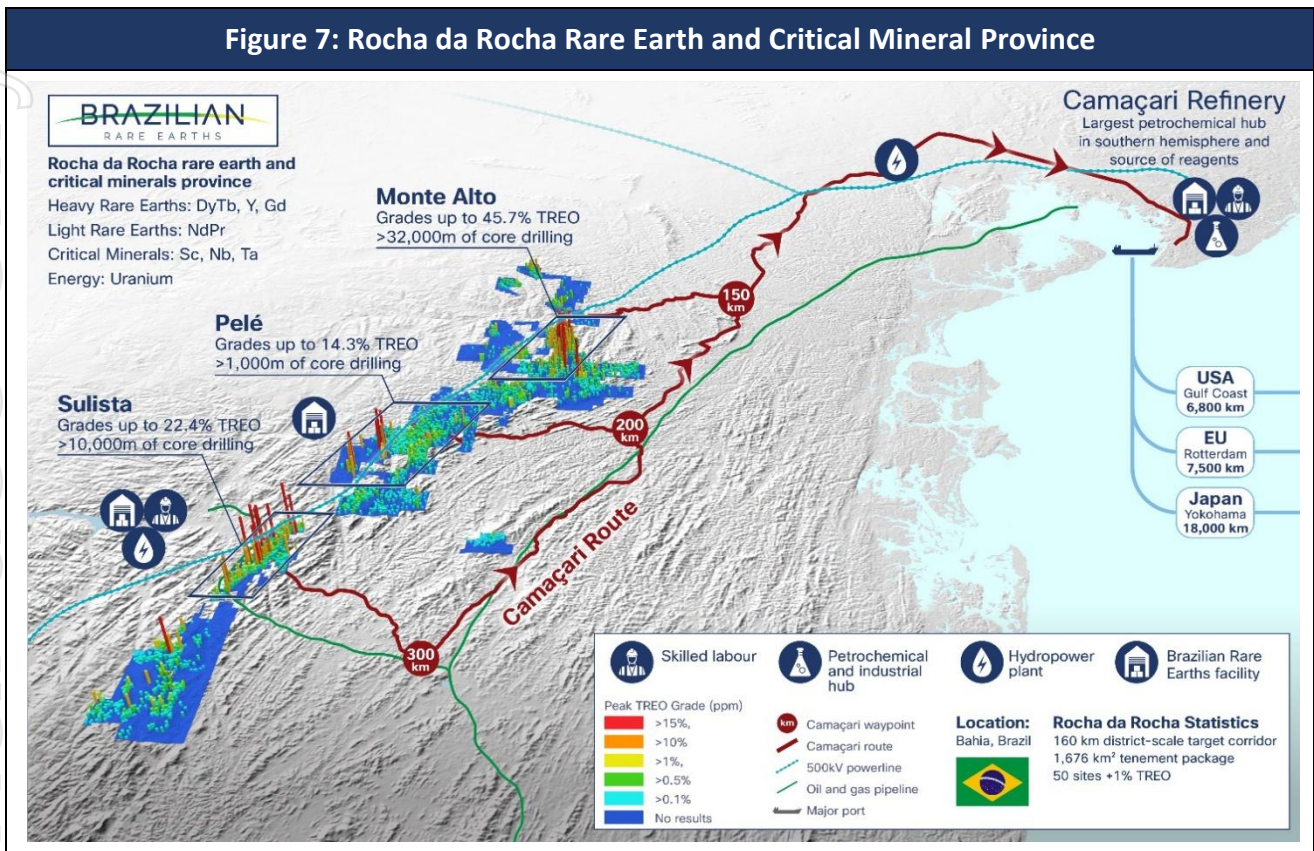 Figure 7: Rocha da Rocha Rare Earth and Critical Mineral Province
BRAZILIAN
RARE EARTHS
Rocha da Rocha rare earth and
critical minerals province
Heavy Rare Earths: DyTb, Y, Gd
Light Rare Earths: NdPr
Critical Minerals: Sc, Nb, Ta
Energy: Uranium
Camaçari Refinery
Largest petrochemical hub
in southern hemisphere and
source of reagents
Monte Alto
Grades up to 45.7% TREO
>32,000m of core drilling
Pelé
Grades up to 14.3% TREO
>1,000m of core drilling
Sulista
Grades up to 22.4% TREO
>10,000m of core drilling
150
km
200
km
300
km
Camaçari Route
USA
Gulf Coast
6,800 km
EU
Rotterdam
7,500 km
Japan
Yokohama
18,000 km
Skilled labour
Petrochemical
and industrial
hub
Hydropower
plant
Brazilian Rare
Earths facility
Peak TREO Grade (ppm)
>15%,
>10%
>1%,
>0.5%
>0.1%
No results
km
Camaçari waypoint
Camaçari route
500kV powerline
Oil and gas pipeline
Major port
Location:
Bahia, Brazil
Rocha da Rocha Statistics
160 km district-scale target corridor
1,676 km² tenement package
50 sites +1% TREO